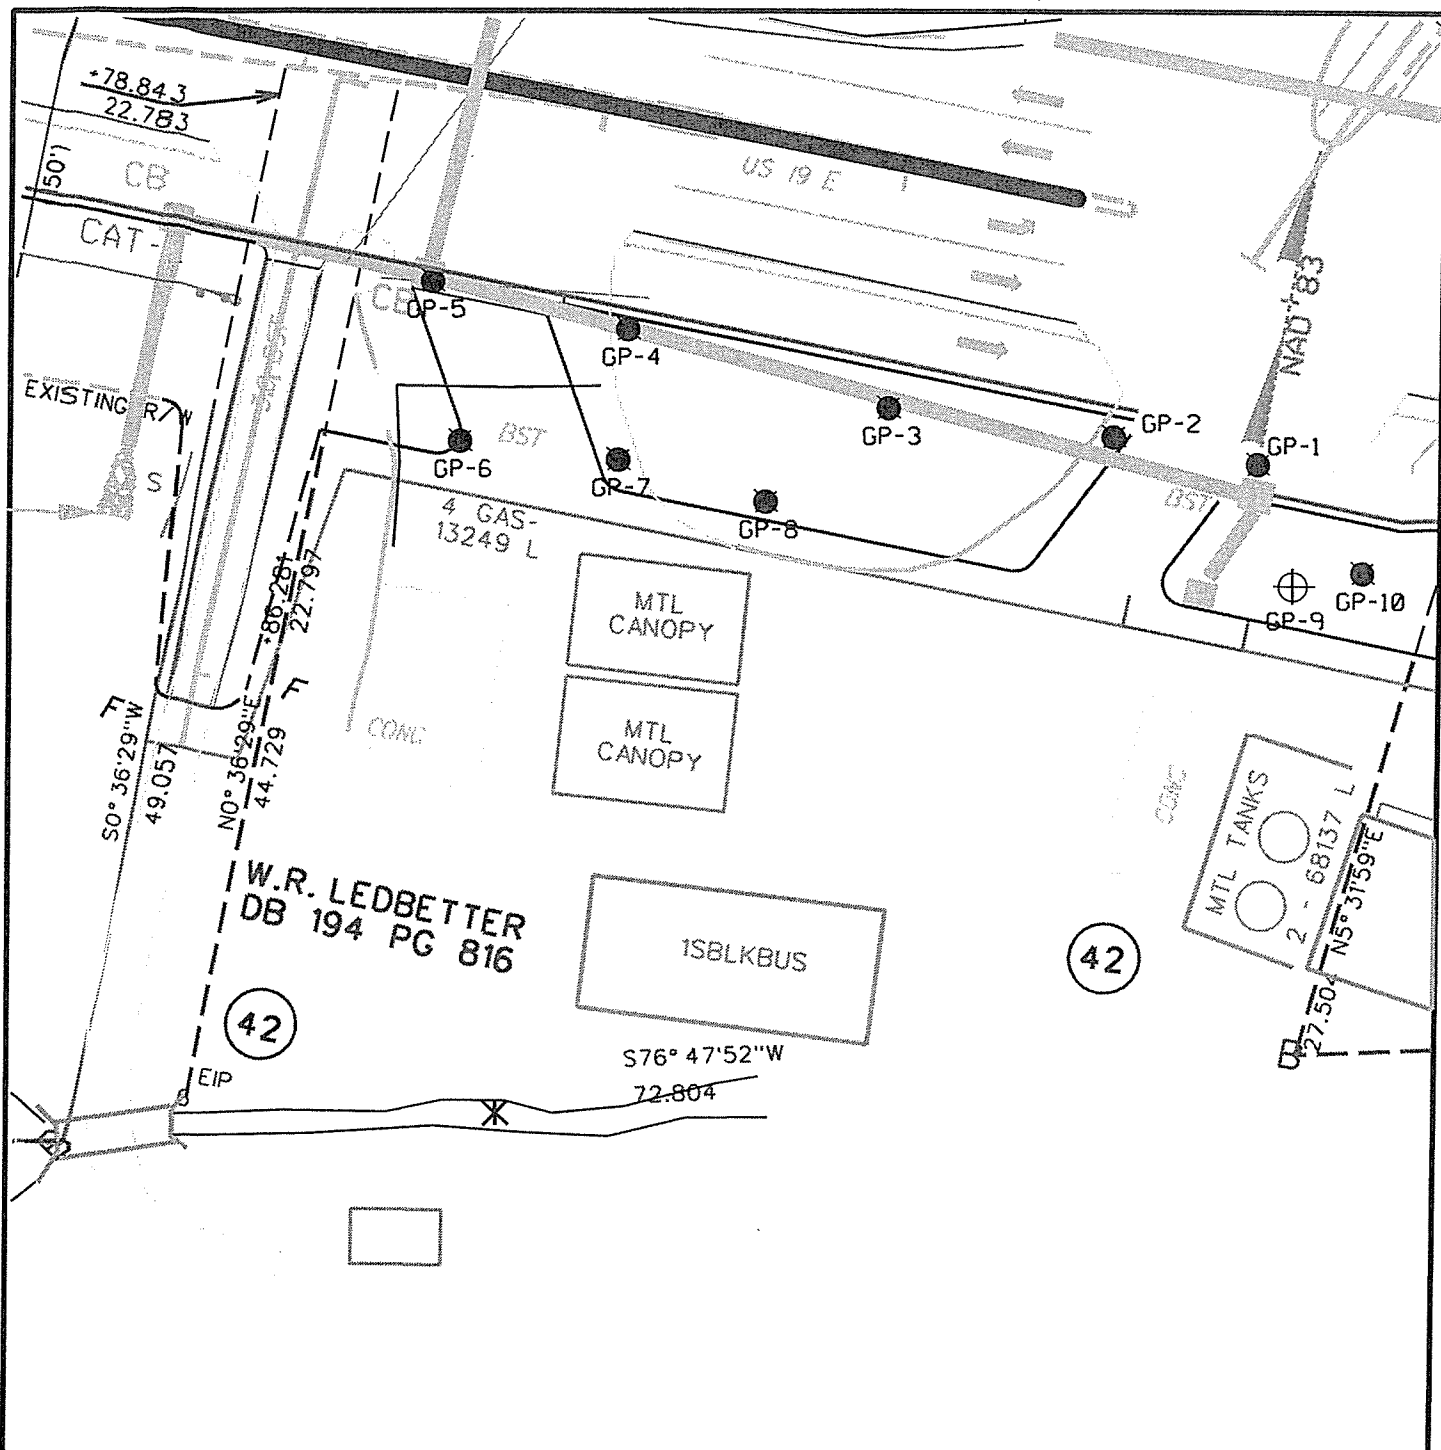 +78.843
22.783
50')
CB
CAT-
US 19 E
NAD 83
CB
GP-5
GP-4
GP-3
GP-2
GP-1
EXISTING R/W
BST
GP-6
GP-7
GP-8
BST
S
4 GAS-
13249 L
GP-9
GP-10
+86.281
22.797
MTL
CANOPY
MTL
CANOPY
F
F
CONC
CONC
S0° 36'29"W
49.057
N0° 36'29"E
44.729
MTL TANKS
2 - 68137 L
N5° 31'59"E
27.504
W.R. LEDBETTER
DB 194 PG 816
1SBLKBUS
42
42
S76° 47'52"W
72.804
EIP